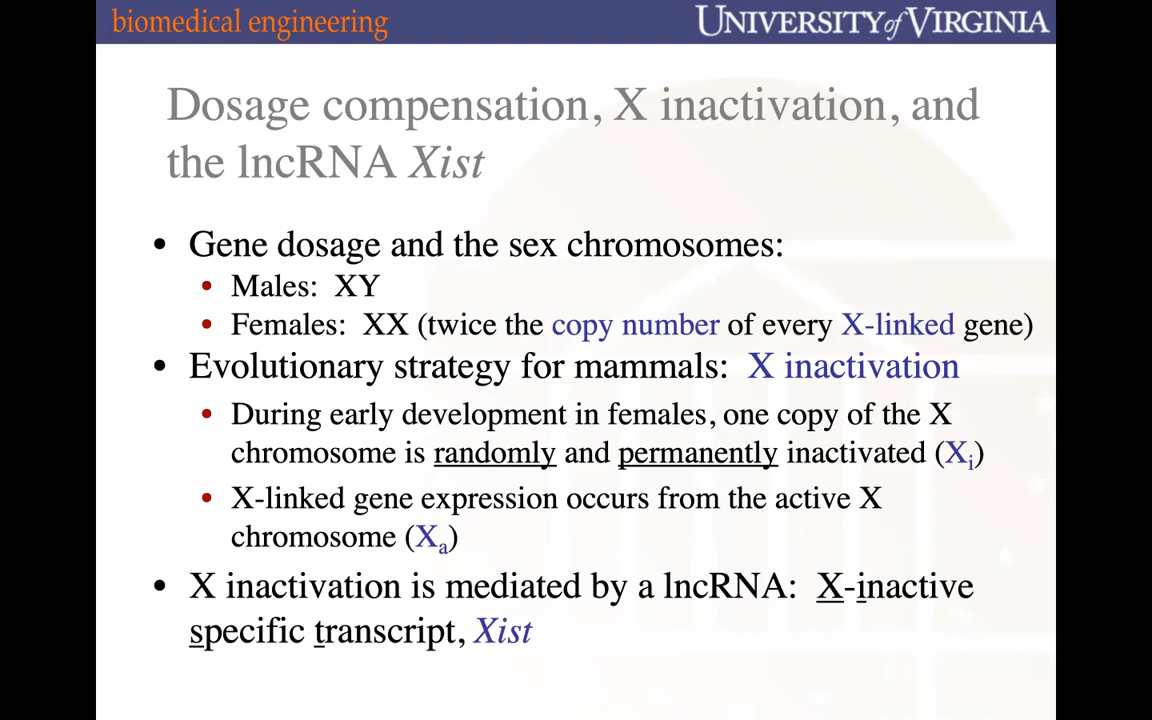 biomedical engineering
UNIVERSITY of VIRGINIA
Dosage compensation, X inactivation, and
the lncRNA Xist
• Gene dosage and the sex chromosomes:
• Males: XY
• Females: XX (twice the copy number of every X-linked gene)
• Evolutionary strategy for mammals: X inactivation
• During early development in females, one copy of the X
chromosome is randomly and permanently inactivated (Xi)
• X-linked gene expression occurs from the active X
chromosome (Xa)
• X inactivation is mediated by a lncRNA: X-inactive
specific transcript, Xist